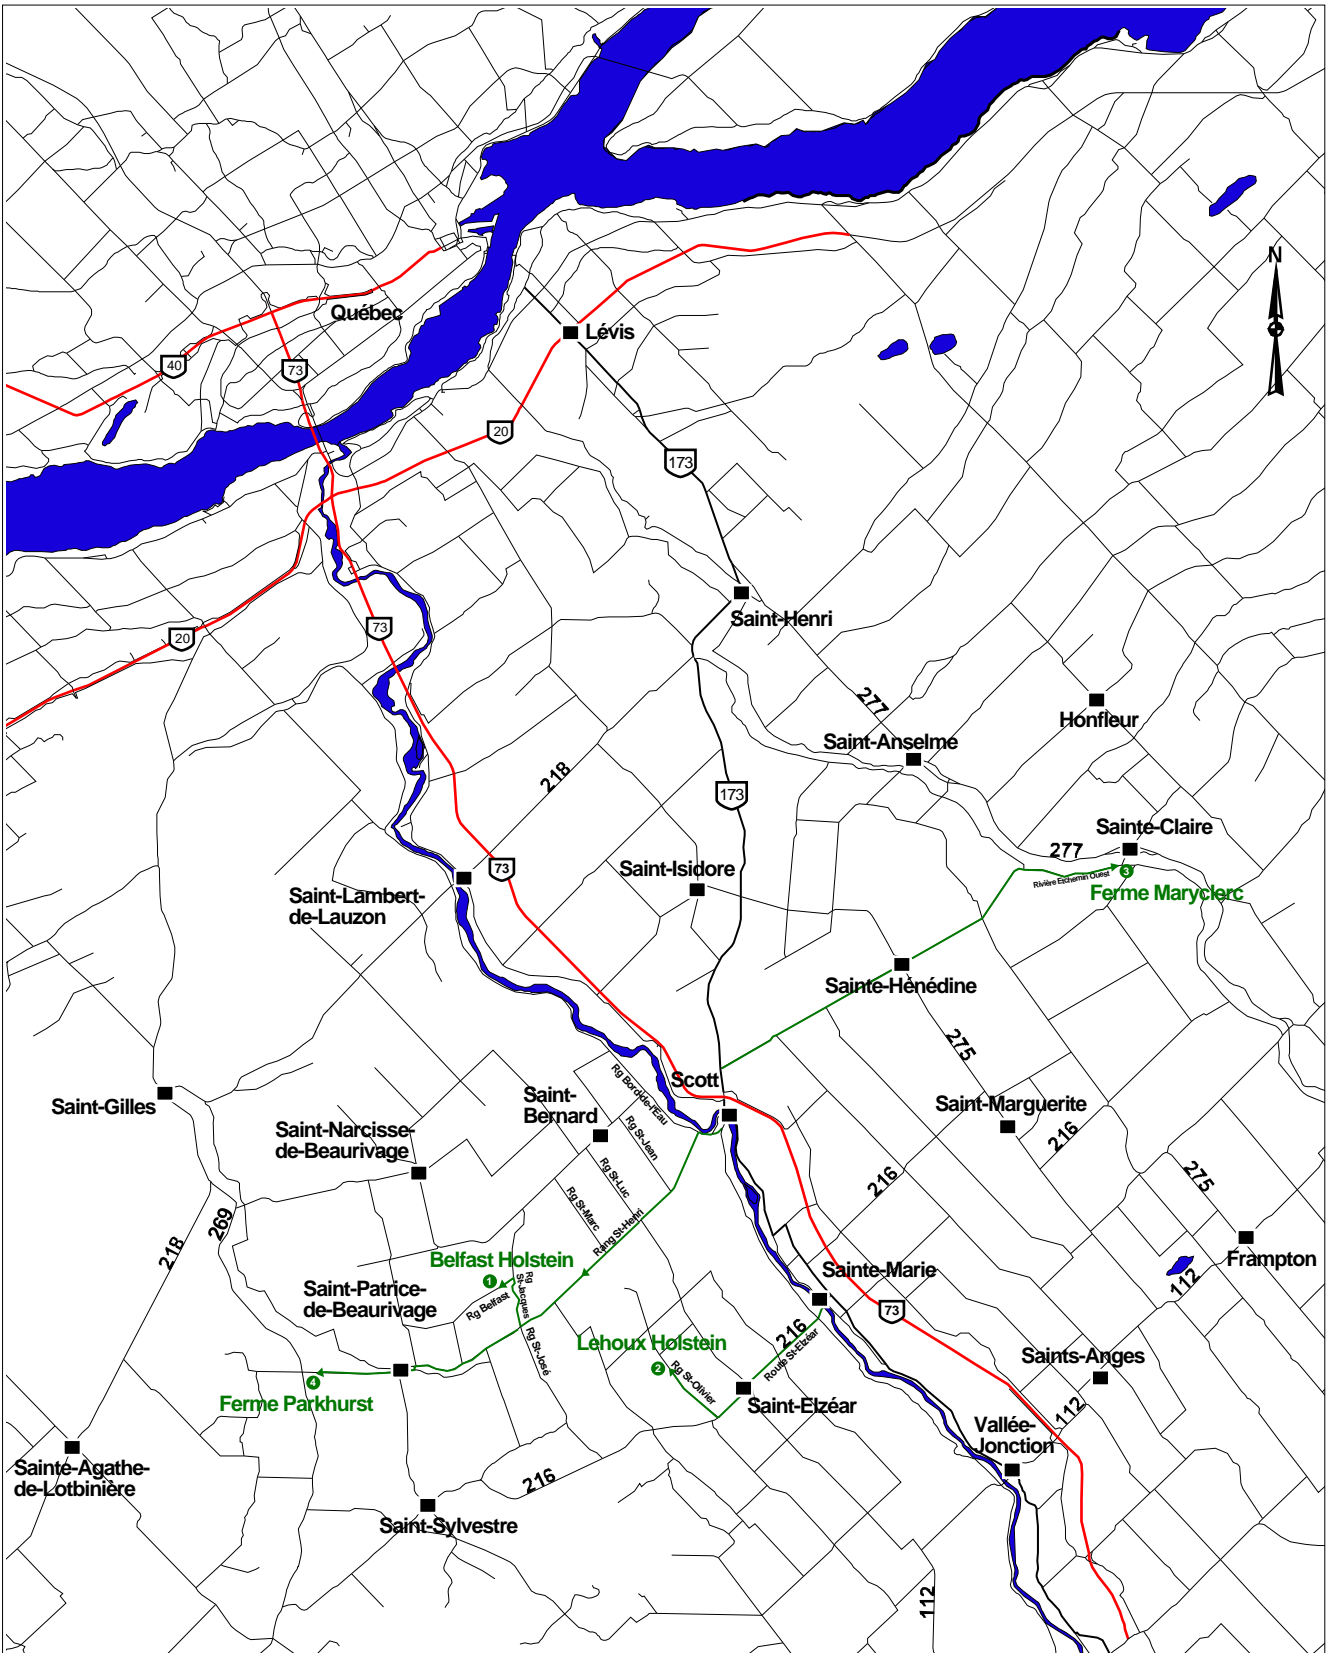 N
Québec
Lévis
40
73
20
173
Saint-Henri
20
73
277
Honfleur
Saint-Anselme
218
173
Sainte-Claire
277
Saint-Isidore
73
Rivière Etchemin Ouest
3
Ferme Maryclerc
Saint-Lambert-
de-Lauzon
Sainte-Hénédine
275
Scott
Rg Bord-de-l'Eau
Saint-Gilles
Saint-
Bernard
Saint-Marguerite
Saint-Narcisse-
de-Beaurivage
Rg St-Jean
216
Rg St-Luc
216
275
Rg St-Marc
Rang St-Henri
269
218
Frampton
Belfast Holstein
1
Rg
St-Jacques
Rg Belfast
Sainte-Marie
112
Saint-Patrice-
de-Beaurivage
73
Rg St-José
Lehoux Holstein
2
Rg St-Olivier
216
Route St-Elzéar
Saints-Anges
4
Ferme Parkhurst
Saint-Elzéar
112
Vallée-
Jonction
Sainte-Agathe-
de-Lotbinière
216
Saint-Sylvestre
112